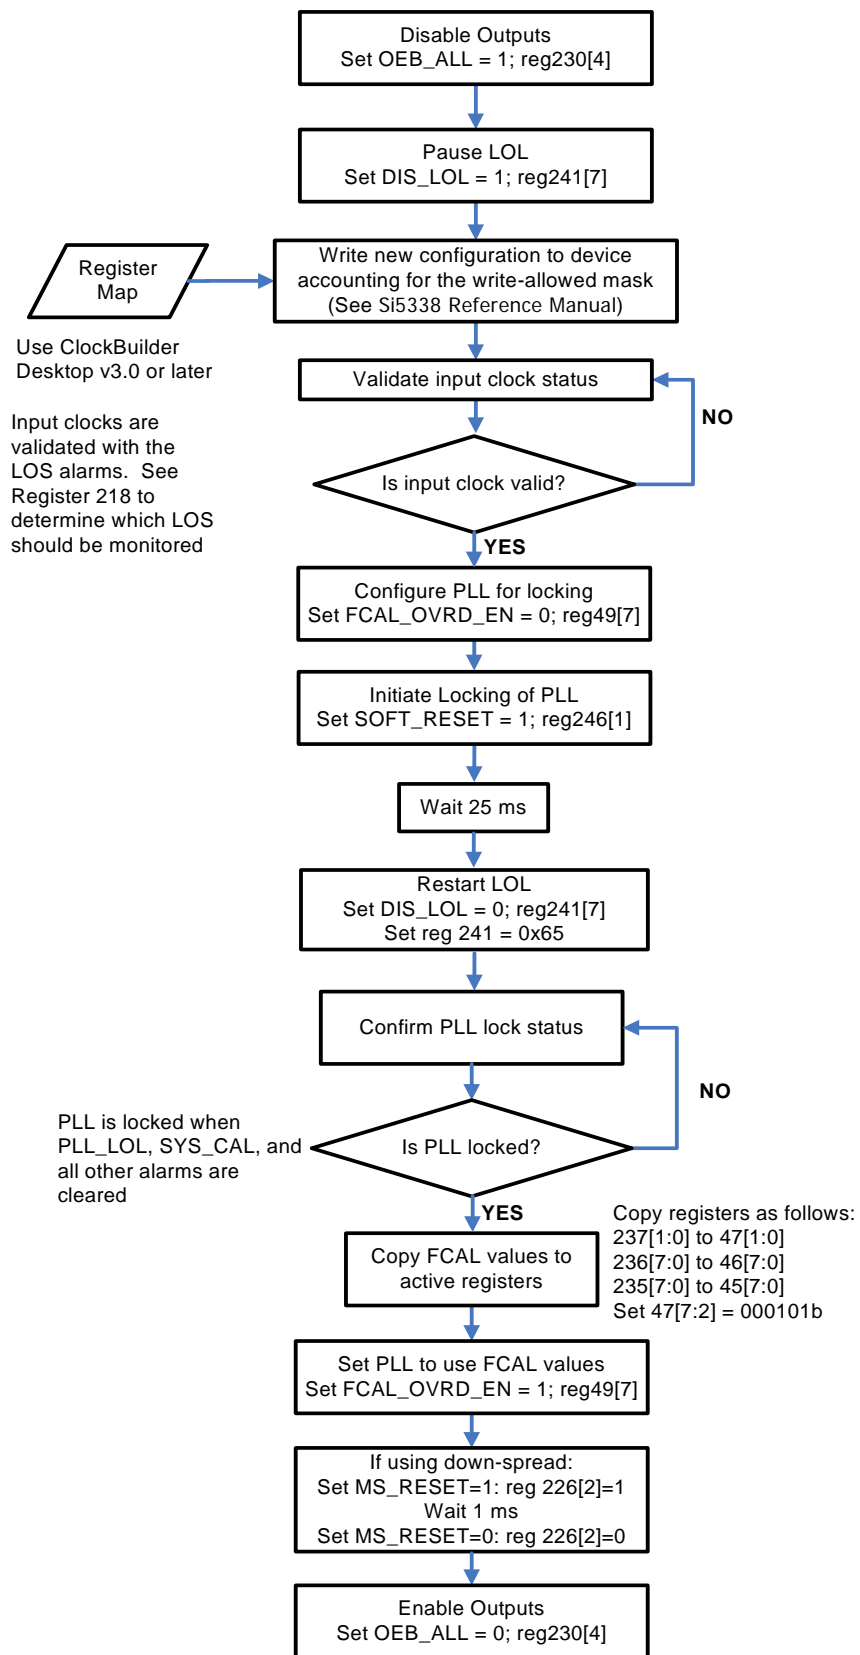 Disable Outputs
Set OEB_ALL = 1; reg230[4]
Pause LOL
Set DIS_LOL = 1; reg241[7]
Register
Map
Write new configuration to device
accounting for the write-allowed mask
(See Si5338 Reference Manual)
Use ClockBuilder
Desktop v3.0 or later
Validate input clock status
NO
Input clocks are
validated with the
LOS alarms. See
Register 218 to
determine which LOS
should be monitored
Is input clock valid?
YES
Configure PLL for locking
Set FCAL_OVRD_EN = 0; reg49[7]
Initiate Locking of PLL
Set SOFT_RESET = 1; reg246[1]
Wait 25 ms
Restart LOL
Set DIS_LOL = 0; reg241[7]
Set reg 241 = 0x65
Confirm PLL lock status
NO
PLL is locked when
PLL_LOL, SYS_CAL, and
all other alarms are
cleared
Is PLL locked?
YES
Copy FCAL values to
active registers
Copy registers as follows:
237[1:0] to 47[1:0]
236[7:0] to 46[7:0]
235[7:0] to 45[7:0]
Set 47[7:2] = 000101b
Set PLL to use FCAL values
Set FCAL_OVRD_EN = 1; reg49[7]
If using down-spread:
Set MS_RESET=1: reg 226[2]=1
Wait 1 ms
Set MS_RESET=0: reg 226[2]=0
Enable Outputs
Set OEB_ALL = 0; reg230[4]